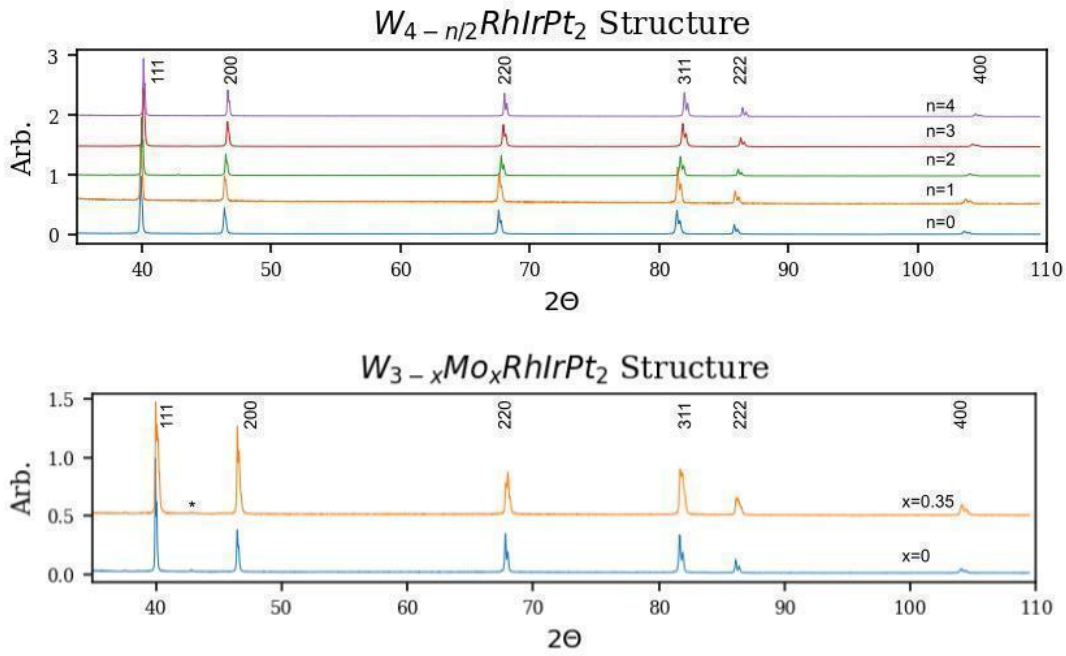 W4 − n/2RhIrPt2 Structure
3
2
1
0
Arb.
111
200
220
311
222
400
n=4
n=3
n=2
n=1
n=0
40
50
60
70
80
90
100
110
2Θ
W3 − xMoxRhIrPt2 Structure
1.5
1.0
0.5
0.0
Arb.
111
200
220
311
222
400
*
x=0.35
x=0
40
50
60
70
80
90
100
110
2Θ